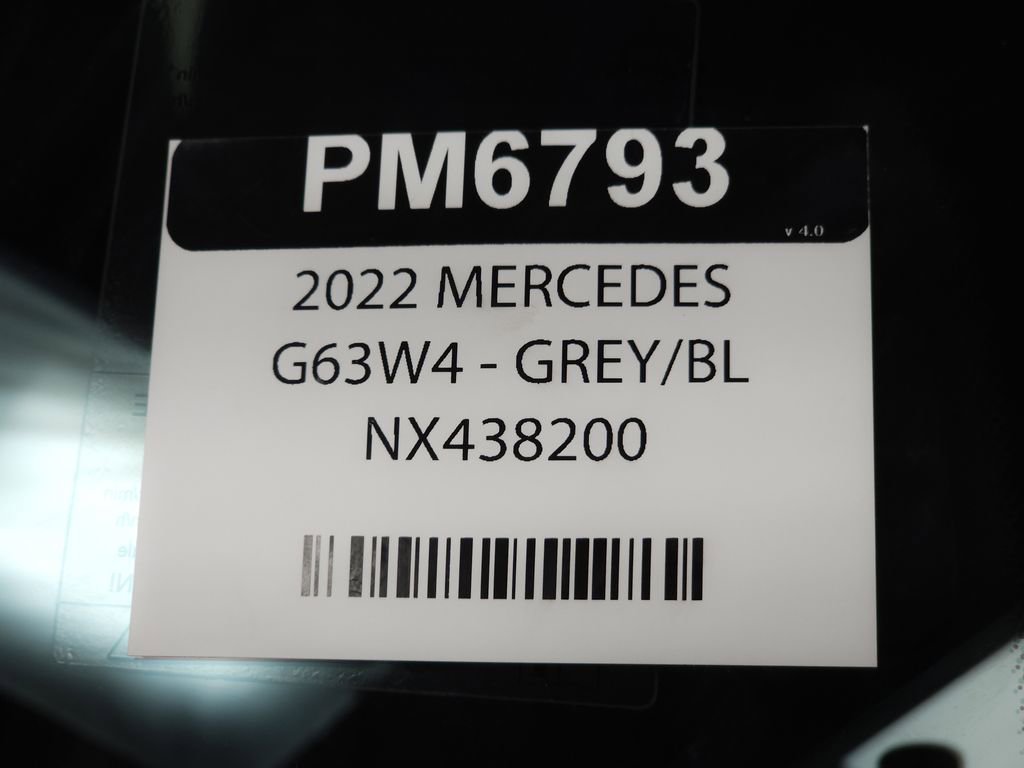 PM6793
v 4.0
2022 MERCEDES
G63W4 - GREY/BL
NX438200